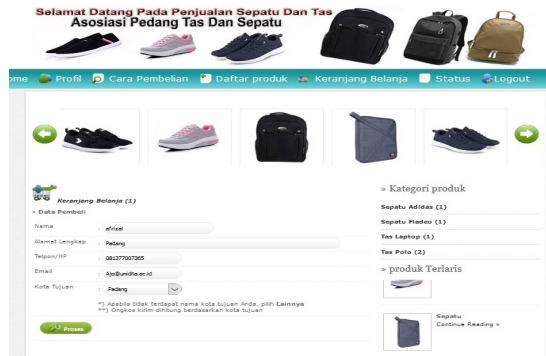 Selamat Datang Pada Penjualan Sepatu Dan Tas
Asosiasi Pedang Tas Dan Sepatu
ome Profil Cara Pembelian Daftar produk Keranjang Belanja Status Logout
Keranjang Belanja (1)
» Data Pembeli
Nama : afrizal
Alamat Lengkap : Padang
Telpon/HP : 081377087365
Email : Ajo@unidha.ac.id
Kota Tujuan : Padang
*) Apabila tidak terdapat nama kota tujuan Anda, pilih Lainnya
**) Ongkos kirim dihitung berdasarkan kota tujuan
Proses
» Kategori produk
Sepatu Adidas (1)
Sepatu Fladeo (1)
Tas Laptop (1)
Tas Polo (2)
» produk Terlaris
Sepatu
Continue Reading »